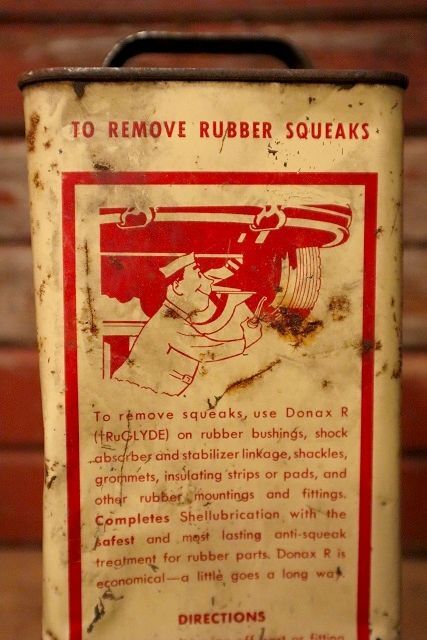 TO REMOVE RUBBER SQUEAKS
To remove squeaks, use Donax R
(†RuGLYDE) on rubber bushings, shock
absorber and stabilizer linkage, shackles,
grommets, insulating strips or pads, and
other rubber mountings and fittings.
Completes Shellubrication with the
safest and most lasting anti-squeak
treatment for rubber parts. Donax R is
economical—a little goes a long way.
DIRECTIONS